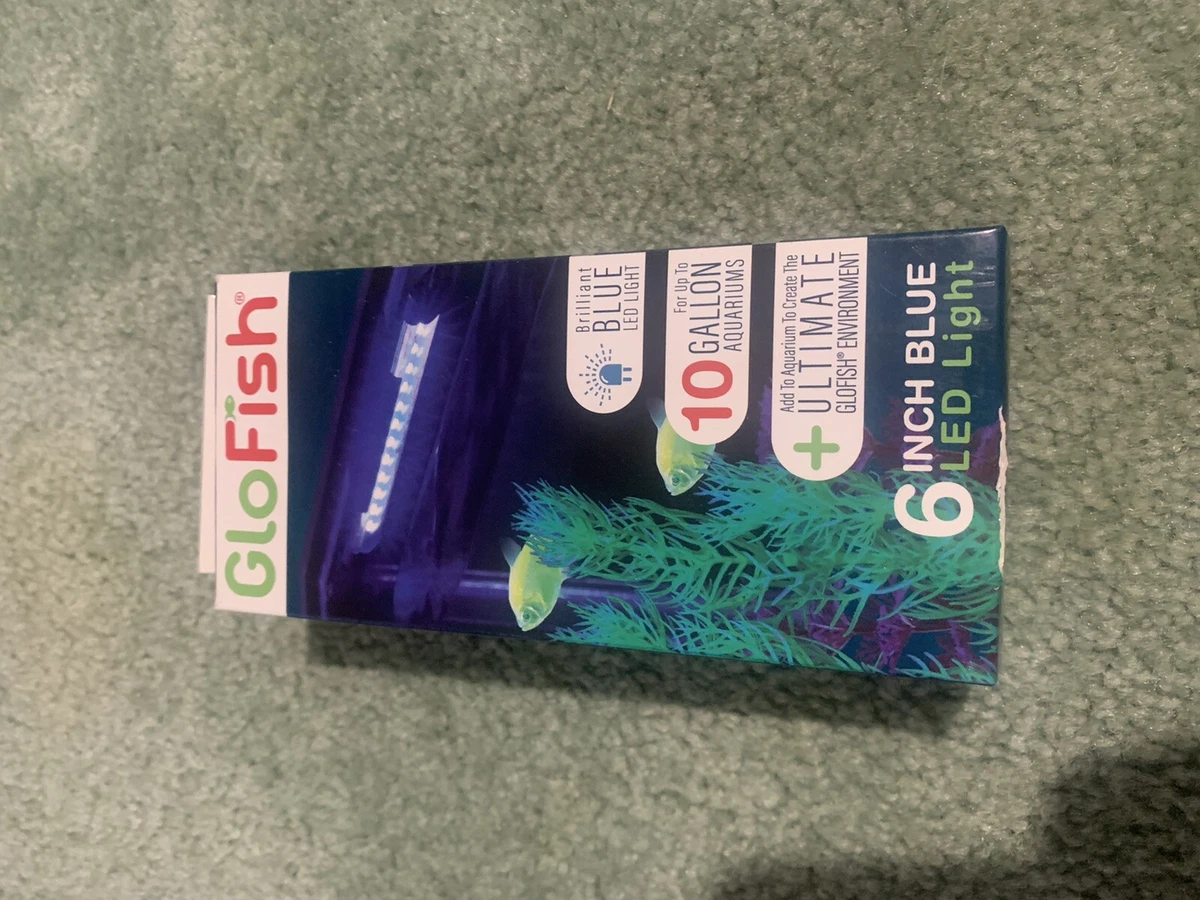 GloFish®
Brilliant
BLUE
LED LIGHT
For Up To
10 GALLON
AQUARIUMS
Add To Aquarium To Create The
+ ULTIMATE
GLOFISH® ENVIRONMENT
6 INCH BLUE
LED Light